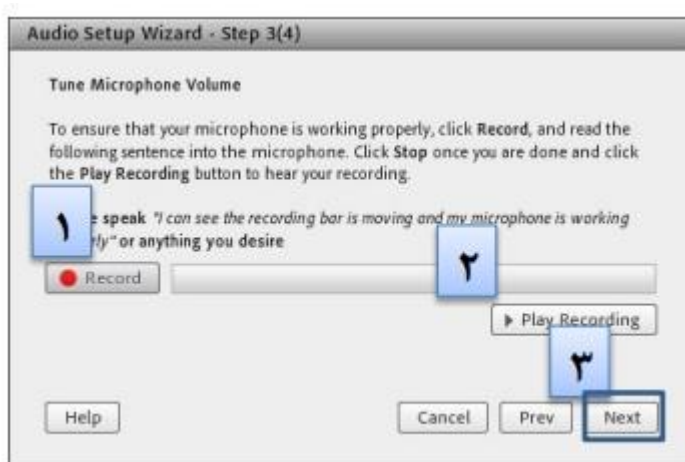 Audio Setup Wizard - Step 3(4)
Tune Microphone Volume
To ensure that your microphone is working properly, click Record, and read the
following sentence into the microphone. Click Stop once you are done and click
the Play Recording button to hear your recording.
۱
speak "I can see the recording bar is moving and my microphone is working
or anything you desire
۲
Record
Play Recording
۳
Help
Cancel
Prev
Next